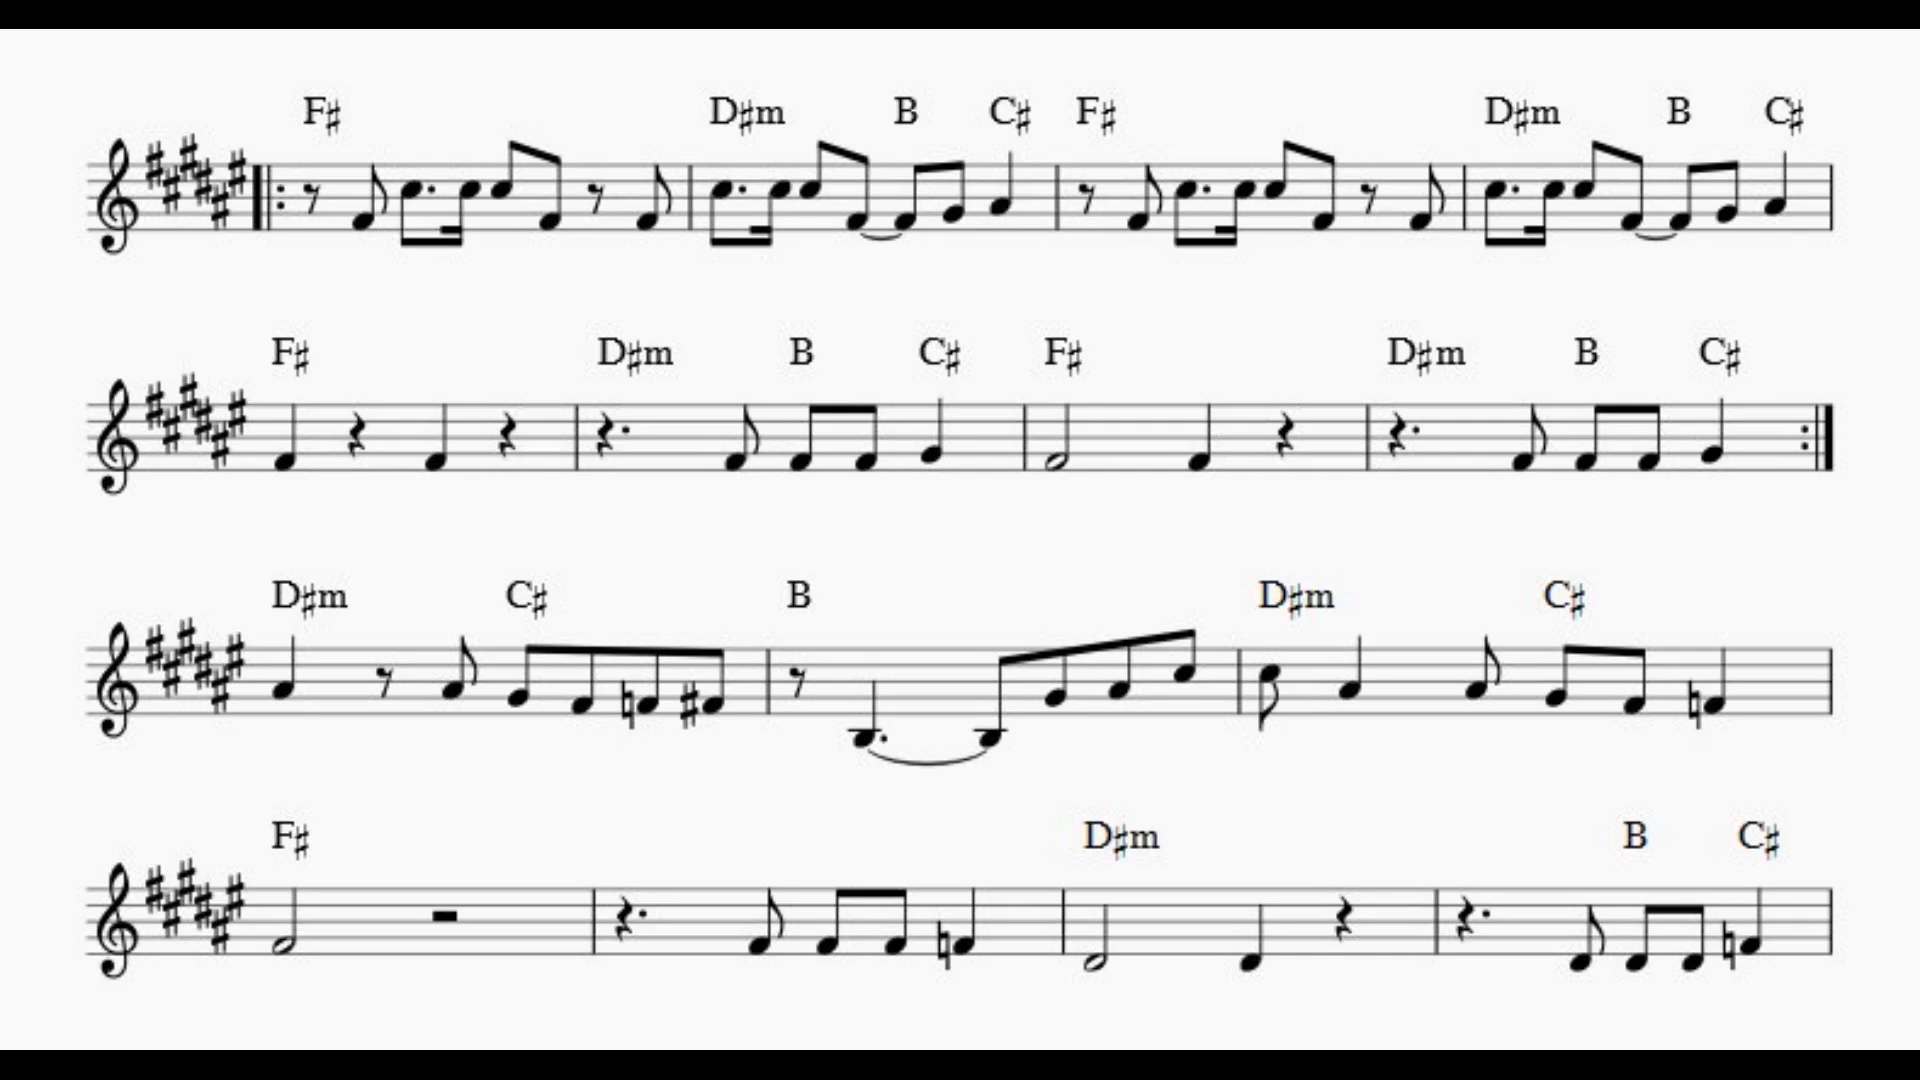 F♯ D♯m B C♯ F♯ D♯m B C♯
F♯ D♯m B C♯ F♯ D♯m B C♯
D♯m C♯ B D♯m C♯
F♯ D♯m B C♯